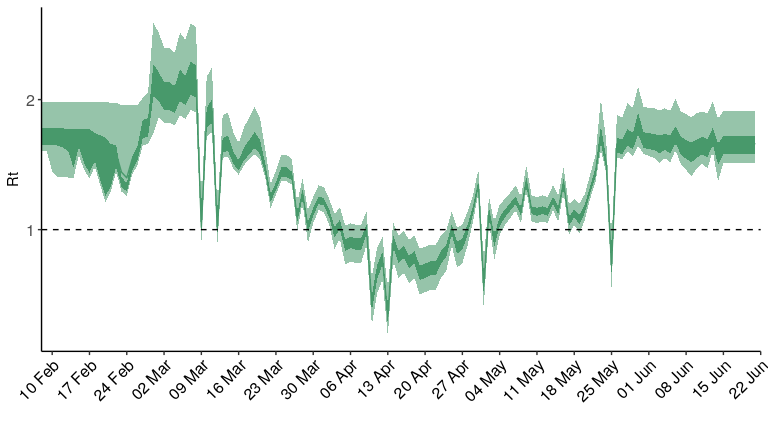 Rt
2
1
10 Feb
17 Feb
24 Feb
02 Mar
09 Mar
16 Mar
23 Mar
30 Mar
06 Apr
13 Apr
20 Apr
27 Apr
04 May
11 May
18 May
25 May
01 Jun
08 Jun
15 Jun
22 Jun